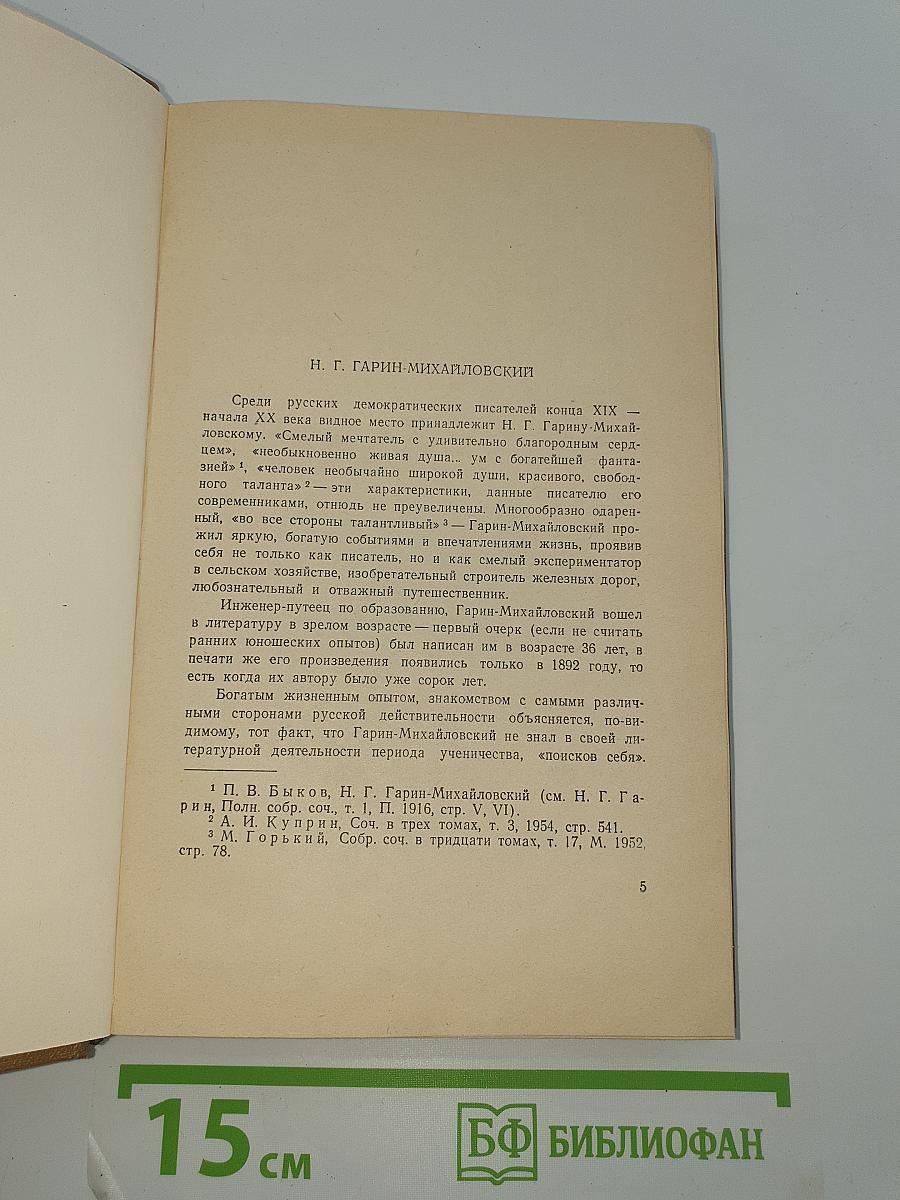 Н. Г. ГАРИН-МИХАЙЛОВСКИЙ
Среди русских демократических писателей конца XIX —
начала XX века видное место принадлежит Н. Г. Гарину-Михай-
ловскому. «Смелый мечтатель с удивительно благородным серд-
цем», «необыкновенно живая душа... ум с богатейшей фанта-
зией» ¹, «человек необычайно широкой души, красивого, свобод-
ного таланта» ² — эти характеристики, данные писателю его
современниками, отнюдь не преувеличены. Многообразно одарен-
ный, «во все стороны талантливый» ³ — Гарин-Михайловский про-
жил яркую, богатую событиями и впечатлениями жизнь, проявив
себя не только как писатель, но и как смелый экспериментатор
в сельском хозяйстве, изобретательный строитель железных дорог,
любознательный и отважный путешественник.
Инженер-путеец по образованию, Гарин-Михайловский вошел
в литературу в зрелом возрасте — первый очерк (если не считать
ранних юношеских опытов) был написан им в возрасте 36 лет, в
печати же его произведения появились только в 1892 году, то
есть когда их автору было уже сорок лет.
Богатым жизненным опытом, знакомством с самыми различ-
ными сторонами русской действительности объясняется, по-ви-
димому, тот факт, что Гарин-Михайловский не знал в своей ли-
тературной деятельности периода ученичества, «поисков себя».
¹ П. В. Быков, Н. Г. Гарин-Михайловский (см. Н. Г. Га-
рин, Полн. собр. соч., т. 1, П. 1916, стр. V, VI).
² А. И. Куприн, Соч. в трех томах, т. 3, 1954, стр. 541.
³ М. Горький, Собр. соч. в тридцати томах, т. 17, М. 1952,
стр. 78.
5
15 см
БФ БИБЛИОФАН